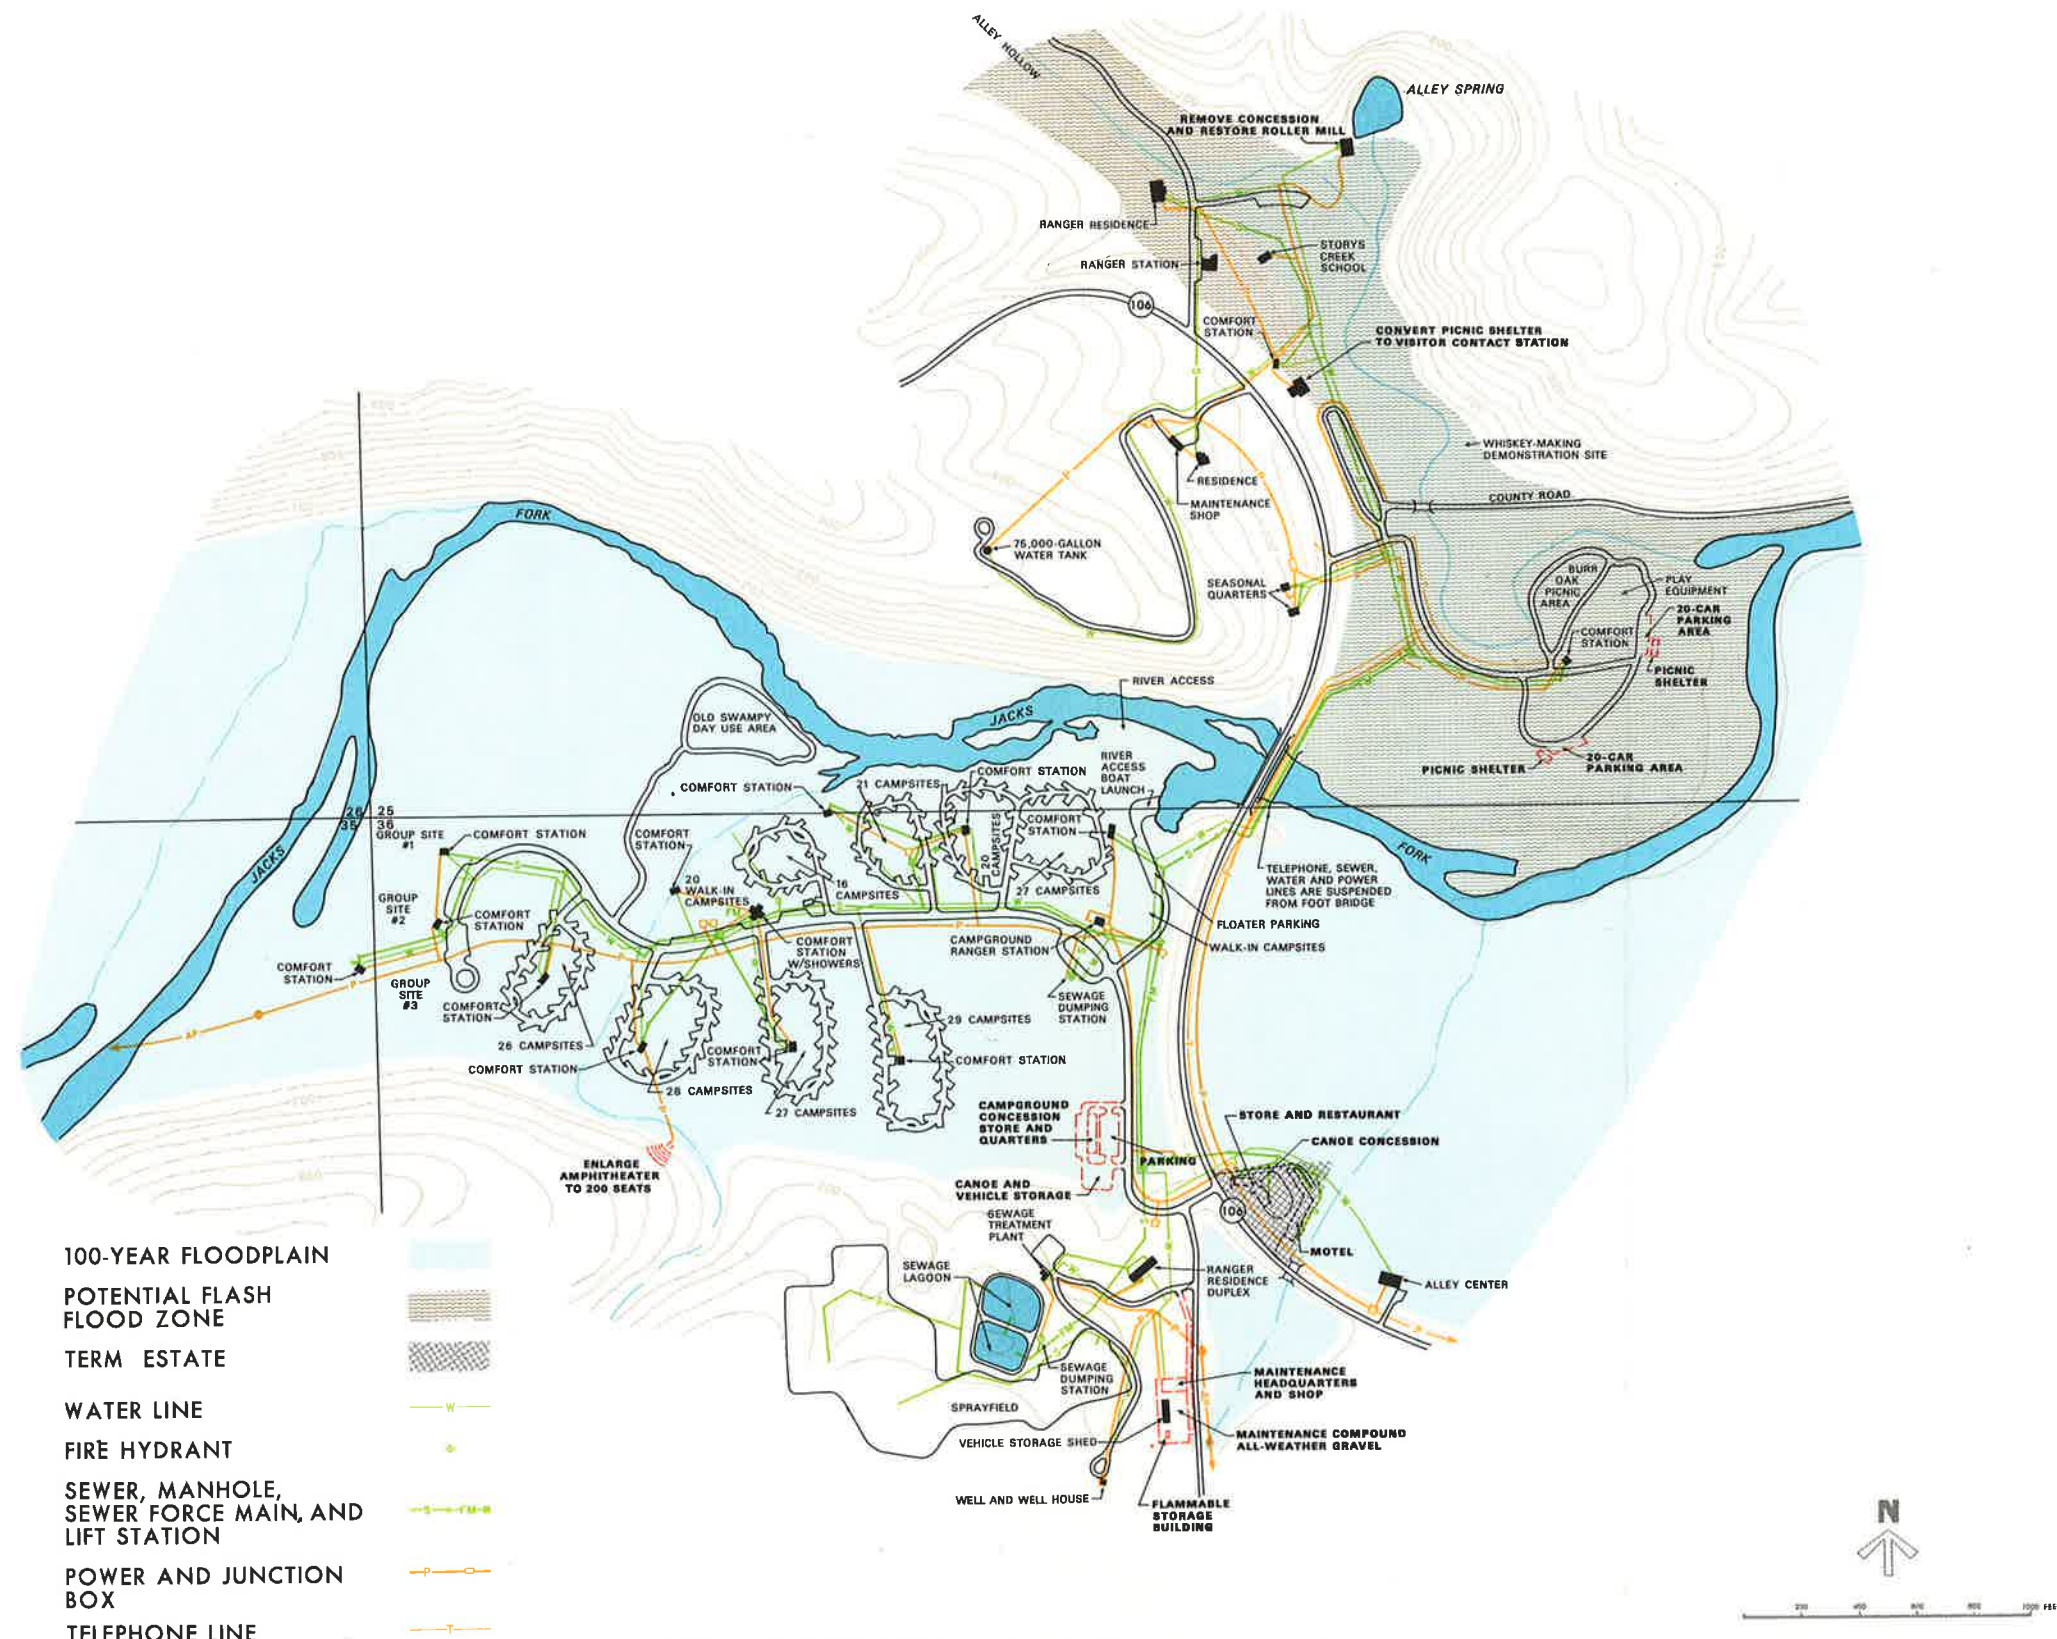 ALLEY HOLLOW
ALLEY SPRING
REMOVE CONCESSION
AND RESTORE ROLLER MILL
RANGER RESIDENCE
RANGER STATION
STORYS
CREEK
SCHOOL
106
COMFORT
STATION
CONVERT PICNIC SHELTER
TO VISITOR CONTACT STATION
WHISKEY-MAKING
DEMONSTRATION SITE
RESIDENCE
MAINTENANCE
SHOP
COUNTY ROAD
75,000-GALLON
WATER TANK
SEASONAL
QUARTERS
BURR
OAK
PICNIC
AREA
PLAY
EQUIPMENT
20-CAR
PARKING
AREA
COMFORT
STATION
PICNIC
SHELTER
PICNIC SHELTER
20-CAR
PARKING AREA
FORK
RIVER ACCESS
JACKS
OLD SWAMPY
DAY USE AREA
RIVER
ACCESS
BOAT
LAUNCH
COMFORT STATION
21 CAMPSITES
COMFORT STATION
26 25
35 36
GROUP SITE
#1
COMFORT STATION
COMFORT
STATION
20
CAMPSITES
COMFORT
STATION
JACKS
FORK
TELEPHONE, SEWER,
WATER AND POWER
LINES ARE SUSPENDED
FROM FOOT BRIDGE
20
WALK-IN
CAMPSITES
16
CAMPSITES
27 CAMPSITES
GROUP
SITE
#2
COMFORT
STATION
FLOATER PARKING
WALK-IN CAMPSITES
CAMPGROUND
RANGER STATION
COMFORT
STATION
W/SHOWERS
COMFORT
STATION
GROUP
SITE
#3
COMFORT
STATION
SEWAGE
DUMPING
STATION
29 CAMPSITES
26 CAMPSITES
COMFORT STATION
COMFORT
STATION
COMFORT STATION
28 CAMPSITES
27 CAMPSITES
CAMPGROUND
CONCESSION
STORE AND
QUARTERS
STORE AND RESTAURANT
CANOE CONCESSION
PARKING
ENLARGE
AMPHITHEATER
TO 200 SEATS
CANOE AND
VEHICLE STORAGE
106
SEWAGE
TREATMENT
PLANT
MOTEL
SEWAGE
LAGOON
RANGER
RESIDENCE
DUPLEX
ALLEY CENTER
SEWAGE
DUMPING
STATION
MAINTENANCE
HEADQUARTERS
AND SHOP
SPRAYFIELD
VEHICLE STORAGE SHED
MAINTENANCE COMPOUND
ALL-WEATHER GRAVEL
WELL AND WELL HOUSE
FLAMMABLE
STORAGE
BUILDING
100-YEAR FLOODPLAIN
POTENTIAL FLASH
FLOOD ZONE
TERM ESTATE
WATER LINE
W
FIRE HYDRANT
SEWER, MANHOLE,
SEWER FORCE MAIN, AND
LIFT STATION
S FM
POWER AND JUNCTION
BOX
P
TELEPHONE LINE
T
N
200 400 600 800 1000